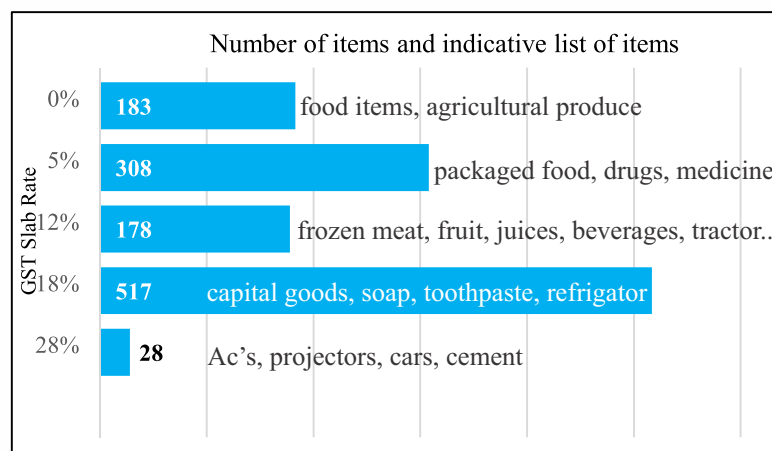 Number of items and indicative list of items
GST Slab Rate
0% 183 food items, agricultural produce
5% 308 packaged food, drugs, medicine
12% 178 frozen meat, fruit, juices, beverages, tractor..
18% 517 capital goods, soap, toothpaste, refrigator
28% 28 Ac’s, projectors, cars, cement